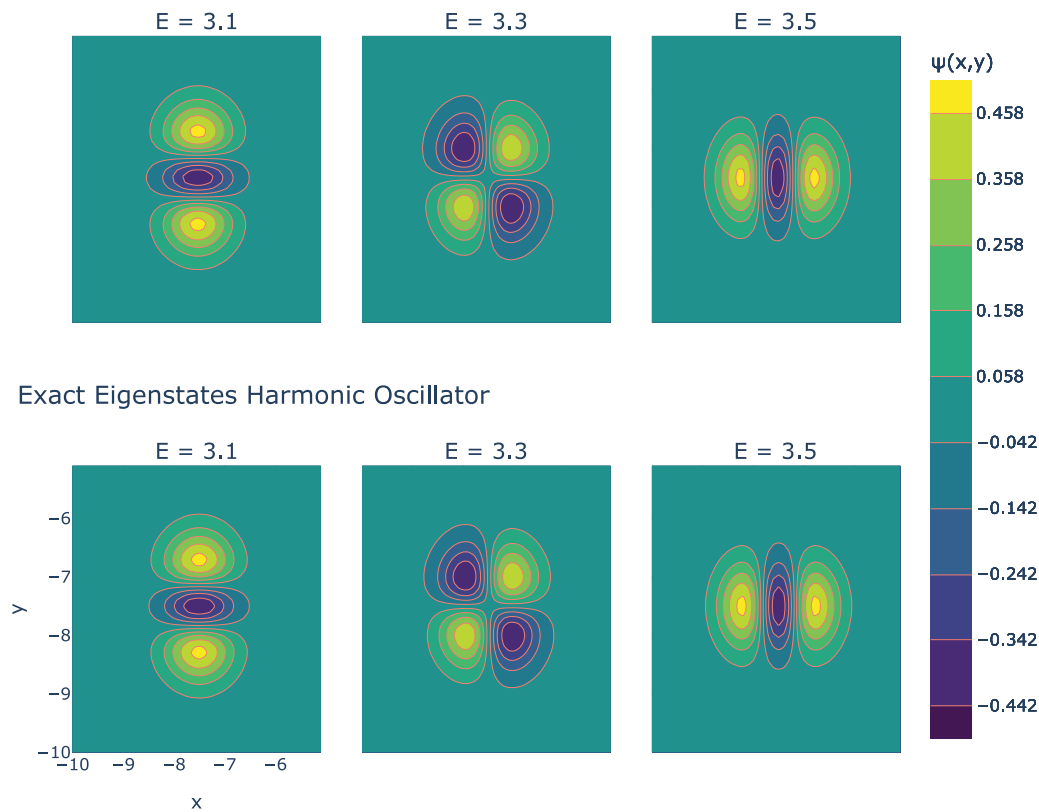 E = 3.1 E = 3.3 E = 3.5
ψ(x,y)
0.458
0.358
0.258
0.158
0.058
−0.042
−0.142
−0.242
−0.342
−0.442
Exact Eigenstates Harmonic Oscillator
E = 3.1 E = 3.3 E = 3.5
−6
−7
y
−8
−9
−10
−10 −9 −8 −7 −6
x